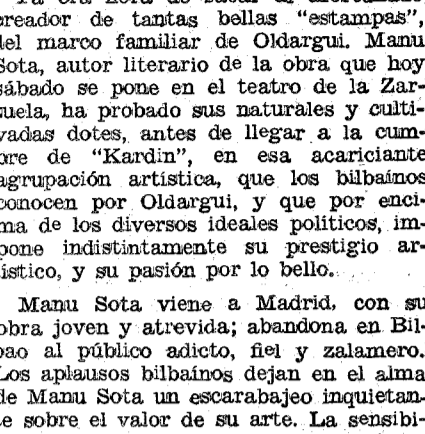 creador de tantas bellas “estampas”,
del marco familiar de Oldargui. Manu
Sota, autor literario de la obra que hoy
sábado se pone en el teatro de la Zar-
zuela, ha probado sus naturales y culti-
vadas dotes, antes de llegar a la cum-
bre de “Kardin”, en esa acariciante
agrupación artística, que los bilbaínos
conocen por Oldargui, y que por enci-
ma de los diversos ideales políticos, im-
pone indistintamente su prestigio ar-
tístico, y su pasión por lo bello.
Manu Sota viene a Madrid, con su
obra joven y atrevida; abandona en Bil-
bao al público adicto, fiel y zalamero.
Los aplausos bilbaínos dejan en el alma
de Manu Sota un escarabajeo inquietan-
te sobre el valor de su arte. La sensibi-